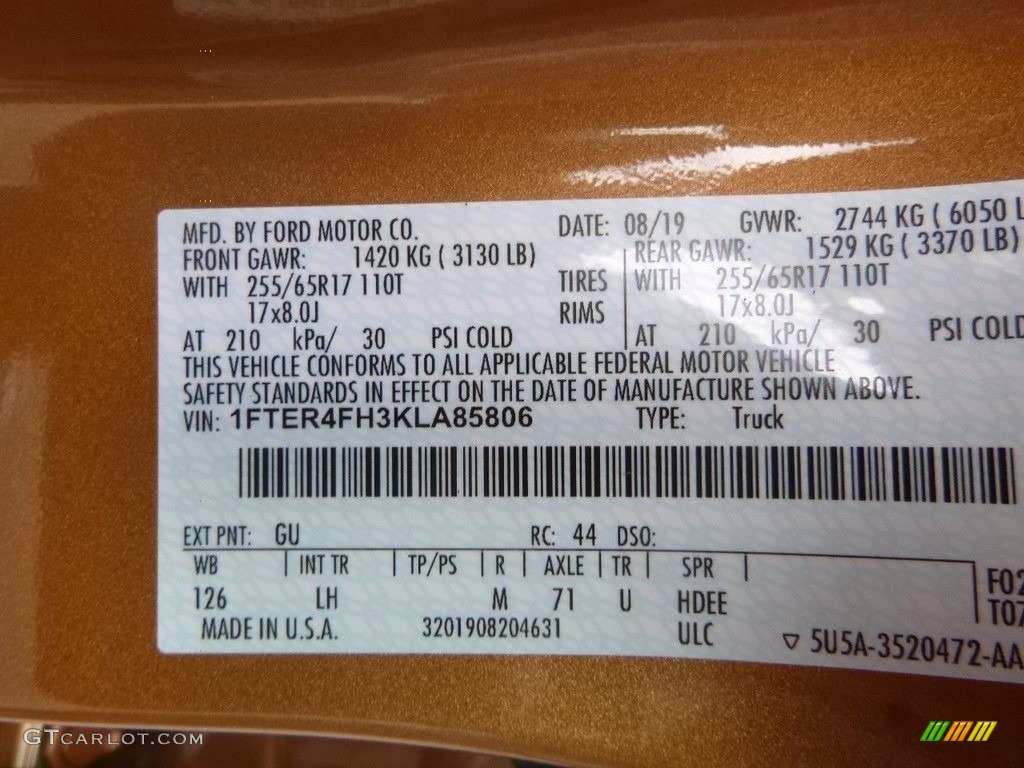 MFD. BY FORD MOTOR CO. DATE: 08/19 GVWR: 2744 KG ( 6050 L
FRONT GAWR: 1420 KG ( 3130 LB) REAR GAWR: 1529 KG ( 3370 LB)
WITH 255/65R17 110T TIRES WITH 255/65R17 110T
17x8.0J RIMS 17x8.0J
AT 210 kPa/ 30 PSI COLD AT 210 kPa/ 30 PSI COLD
THIS VEHICLE CONFORMS TO ALL APPLICABLE FEDERAL MOTOR VEHICLE
SAFETY STANDARDS IN EFFECT ON THE DATE OF MANUFACTURE SHOWN ABOVE.
VIN: 1FTER4FH3KLA85806 TYPE: Truck
EXT PNT: GU RC: 44 DSO:
WB INT TR TP/PS R AXLE TR SPR F02
126 LH M 71 U HDEE T07
MADE IN U.S.A. 3201908204631 ULC ▽ 5U5A-3520472-AA
GTCARLOT.COM